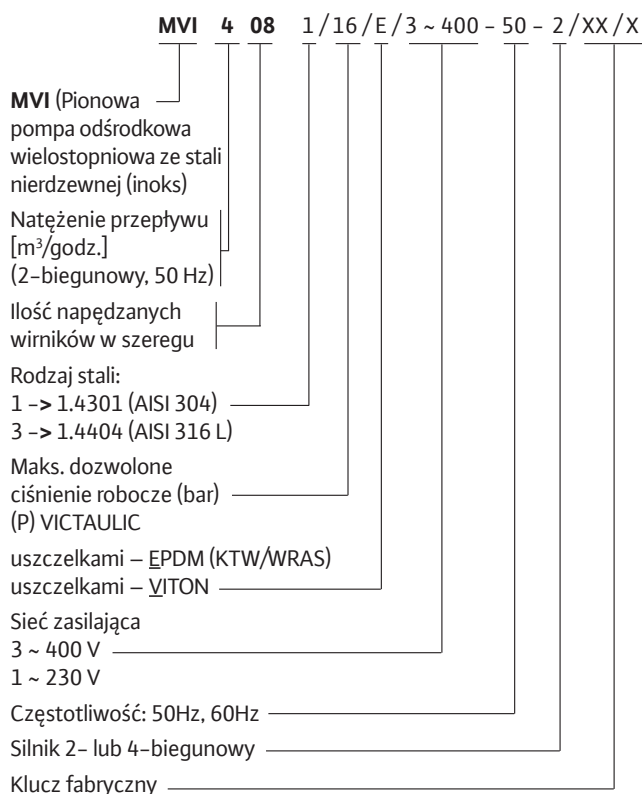 MVI 4 08 1/16/E/3 ~ 400 – 50 – 2/XX/X
MVI (Pionowa
pompa odśrodkowa
wielostopniowa ze stali
nierdzewnej (inoks)
Natężenie przepływu
[m³/godz.]
(2–biegunowy, 50 Hz)
Ilość napędzanych
wirników w szeregu
Rodzaj stali:
1 –> 1.4301 (AISI 304)
3 –> 1.4404 (AISI 316 L)
Maks. dozwolone
ciśnienie robocze (bar)
(P) VICTAULIC
uszczelkami – EPDM (KTW/WRAS)
uszczelkami – VITON
Sieć zasilająca
3 ~ 400 V
1 ~ 230 V
Częstotliwość: 50Hz, 60Hz
Silnik 2– lub 4–biegunowy
Klucz fabryczny